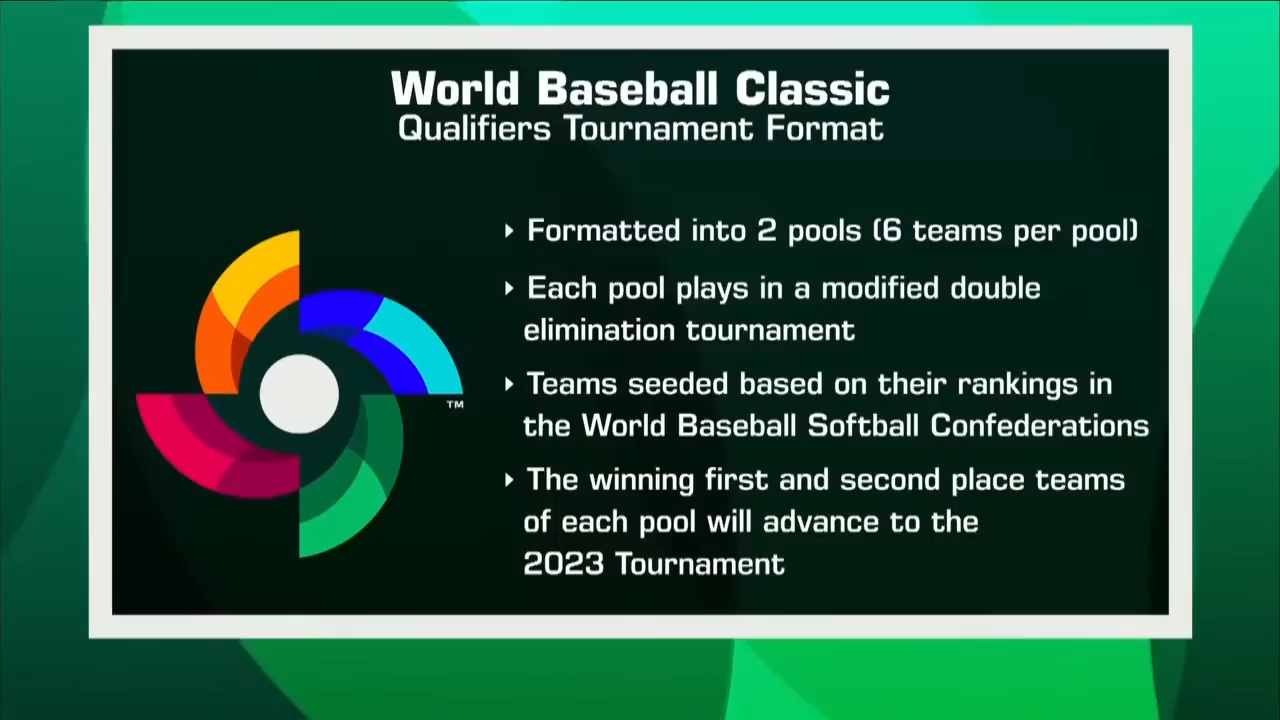 World Baseball Classic
Qualifiers Tournament Format
‣ Formatted into 2 pools (6 teams per pool)
‣ Each pool plays in a modified double
elimination tournament
‣ Teams seeded based on their rankings in
the World Baseball Softball Confederations
‣ The winning first and second place teams
of each pool will advance to the
2023 Tournament
TM